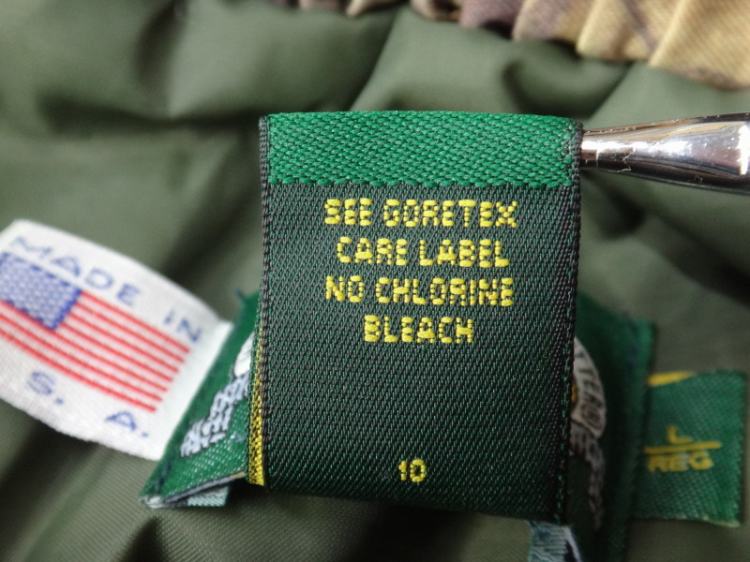 SEE GORETEX
CARE LABEL
NO CHLORINE
BLEACH
10
MADE IN
U. S. A.
L
REG